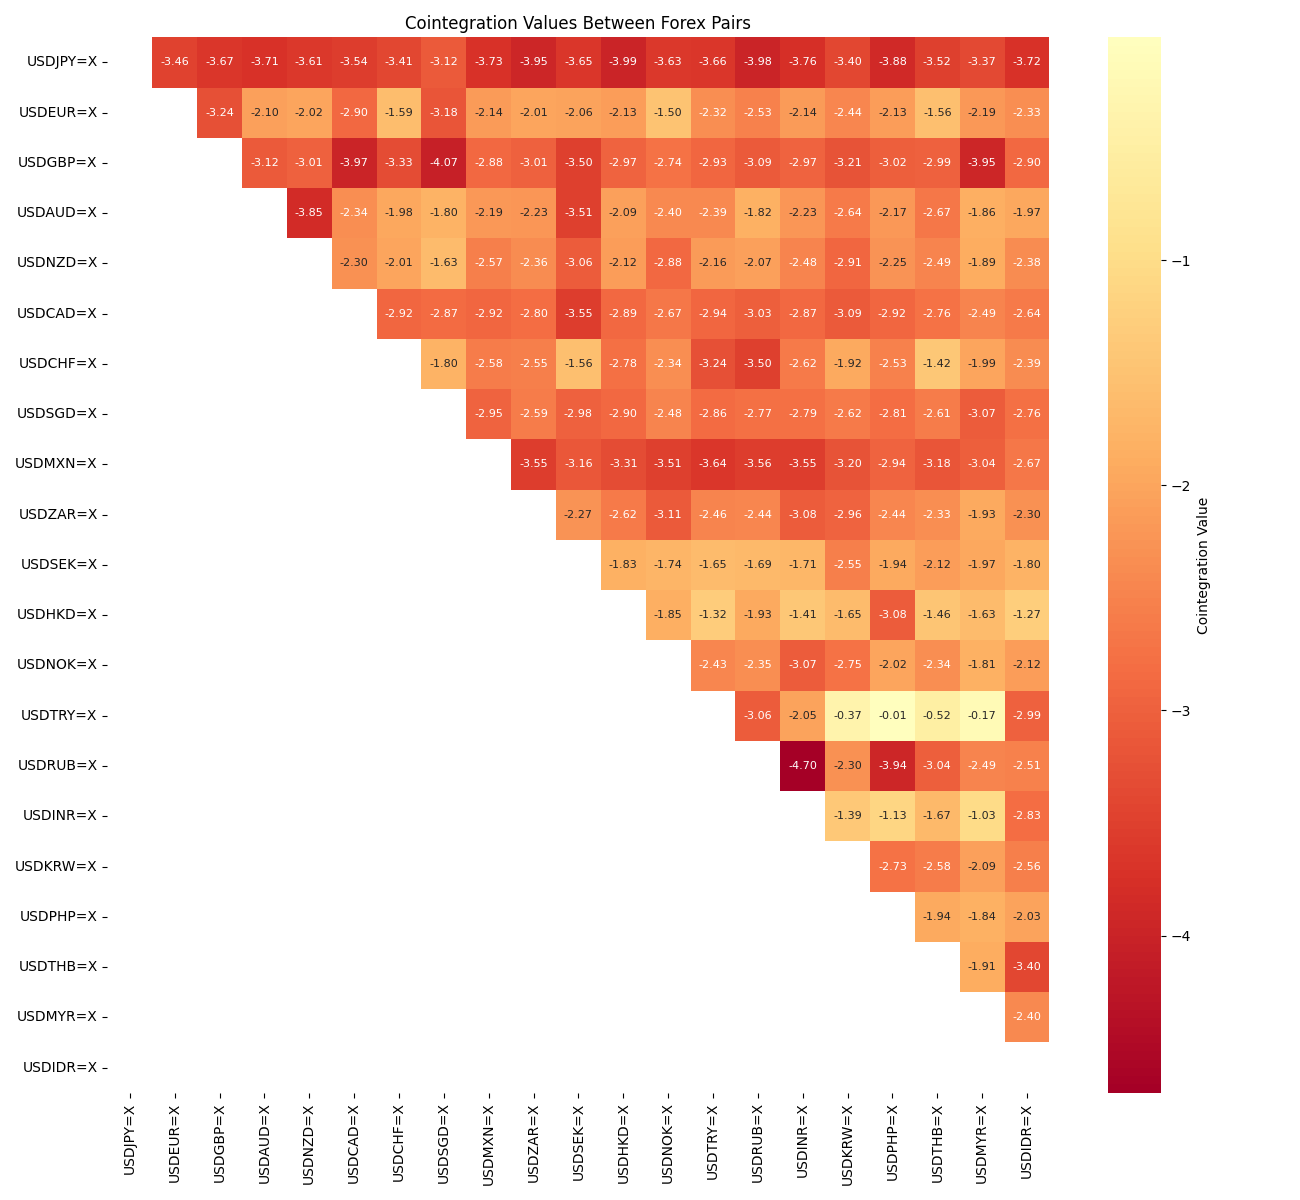 Cointegration Values Between Forex Pairs
USDJPY=X -3.46 -3.67 -3.71 -3.61 -3.54 -3.41 -3.12 -3.73 -3.95 -3.65 -3.99 -3.63 -3.66 -3.98 -3.76 -3.40 -3.88 -3.52 -3.37 -3.72
USDEUR=X -3.24 -2.10 -2.02 -2.90 -1.59 -3.18 -2.14 -2.01 -2.06 -2.13 -1.50 -2.32 -2.53 -2.14 -2.44 -2.13 -1.56 -2.19 -2.33
USDGBP=X -3.12 -3.01 -3.97 -3.33 -4.07 -2.88 -3.01 -3.50 -2.97 -2.74 -2.93 -3.09 -2.97 -3.21 -3.02 -2.99 -3.95 -2.90
USDAUD=X -3.85 -2.34 -1.98 -1.80 -2.19 -2.23 -3.51 -2.09 -2.40 -2.39 -1.82 -2.23 -2.64 -2.17 -2.67 -1.86 -1.97
USDNZD=X -2.30 -2.01 -1.63 -2.57 -2.36 -3.06 -2.12 -2.88 -2.16 -2.07 -2.48 -2.91 -2.25 -2.49 -1.89 -2.38
USDCAD=X -2.92 -2.87 -2.92 -2.80 -3.55 -2.89 -2.67 -2.94 -3.03 -2.87 -3.09 -2.92 -2.76 -2.49 -2.64
USDCHF=X -1.80 -2.58 -2.55 -1.56 -2.78 -2.34 -3.24 -3.50 -2.62 -1.92 -2.53 -1.42 -1.99 -2.39
USDSGD=X -2.95 -2.59 -2.98 -2.90 -2.48 -2.86 -2.77 -2.79 -2.62 -2.81 -2.61 -3.07 -2.76
USDMXN=X -3.55 -3.16 -3.31 -3.51 -3.64 -3.56 -3.55 -3.20 -2.94 -3.18 -3.04 -2.67
USDZAR=X -2.27 -2.62 -3.11 -2.46 -2.44 -3.08 -2.96 -2.44 -2.33 -1.93 -2.30
USDSEK=X -1.83 -1.74 -1.65 -1.69 -1.71 -2.55 -1.94 -2.12 -1.97 -1.80
USDHKD=X -1.85 -1.32 -1.93 -1.41 -1.65 -3.08 -1.46 -1.63 -1.27
USDNOK=X -2.43 -2.35 -3.07 -2.75 -2.02 -2.34 -1.81 -2.12
USDTRY=X -3.06 -2.05 -0.37 -0.01 -0.52 -0.17 -2.99
USDRUB=X -4.70 -2.30 -3.94 -3.04 -2.49 -2.51
USDINR=X -1.39 -1.13 -1.67 -1.03 -2.83
USDKRW=X -2.73 -2.58 -2.09 -2.56
USDPHP=X -1.94 -1.84 -2.03
USDTHB=X -1.91 -3.40
USDMYR=X -2.40
USDIDR=X
USDJPY=X USDEUR=X USDGBP=X USDAUD=X USDNZD=X USDCAD=X USDCHF=X USDSGD=X USDMXN=X USDZAR=X USDSEK=X USDHKD=X USDNOK=X USDTRY=X USDRUB=X USDINR=X USDKRW=X USDPHP=X USDTHB=X USDMYR=X USDIDR=X
−1
−2
−3
−4
Cointegration Value